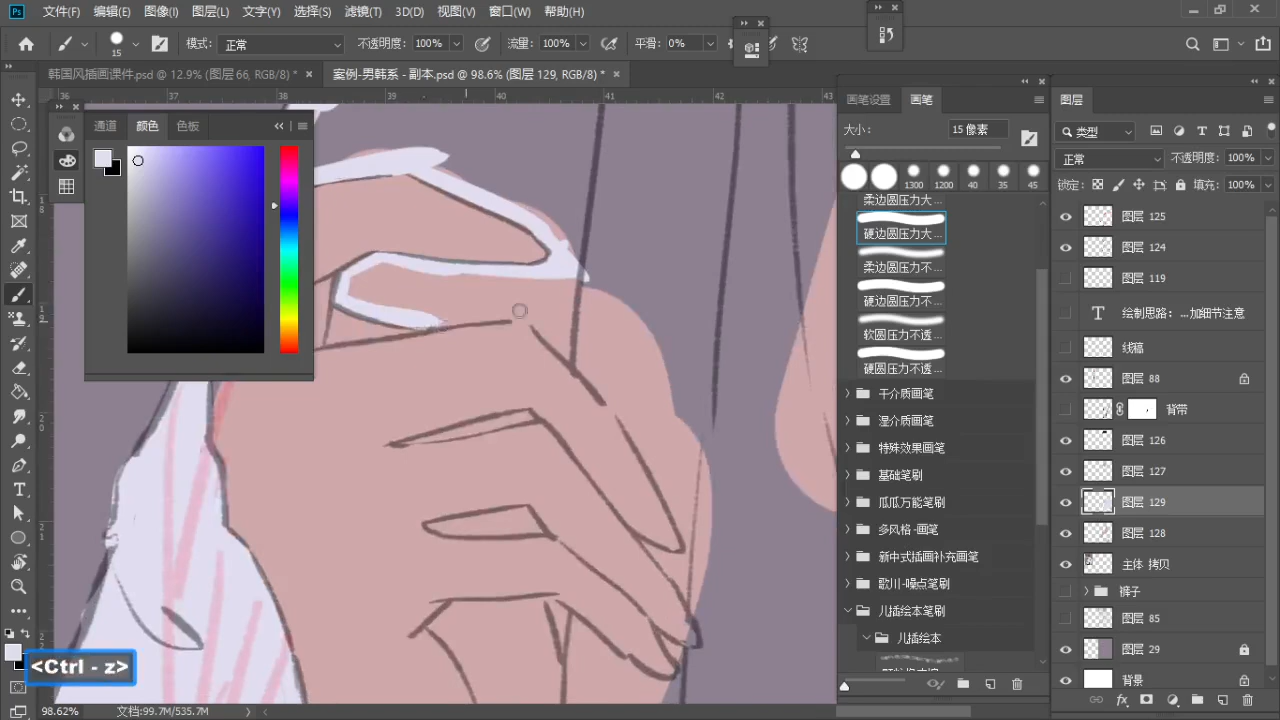 文件(F) 编辑(E) 图像(I) 图层(L) 文字(Y) 选择(S) 滤镜(T) 3D(D) 视图(V) 窗口(W) 帮助(H)
15 模式: 正常 不透明度: 100% 流量: 100% 平滑: 0%
韩国风插画课件.psd @ 12.9% (图层 66, RGB/8) * × 案例-男韩系 - 副本.psd @ 98.6% (图层 129, RGB/8) * ×
36 37 38 39 40 41 42 43
通道 颜色 色板
画笔设置 画笔
大小: 15 像素
1300 1200 40 35 45
柔边圆压力大 ...
硬边圆压力大 ...
柔边圆压力不 ...
硬边圆压力不 ...
软圆压力不透 ...
硬圆压力不透 ...
干介质画笔
湿介质画笔
特殊效果画笔
基础笔刷
瓜瓜万能笔刷
多风格 -画笔
新中式插画补充画笔
歌川-噪点笔刷
儿插绘本笔刷
儿插绘本
图层
类型
正常 不透明度: 100%
锁定: 填充: 100%
图层 125
图层 124
图层 119
绘制思路：...加细节注意
线稿
图层 88
背带
图层 126
图层 127
图层 129
图层 128
主体 拷贝
裤子
图层 85
图层 29
背景
18
19
20
21
22
<Ctrl - z>
98.62% 文档:99.7M/535.7M